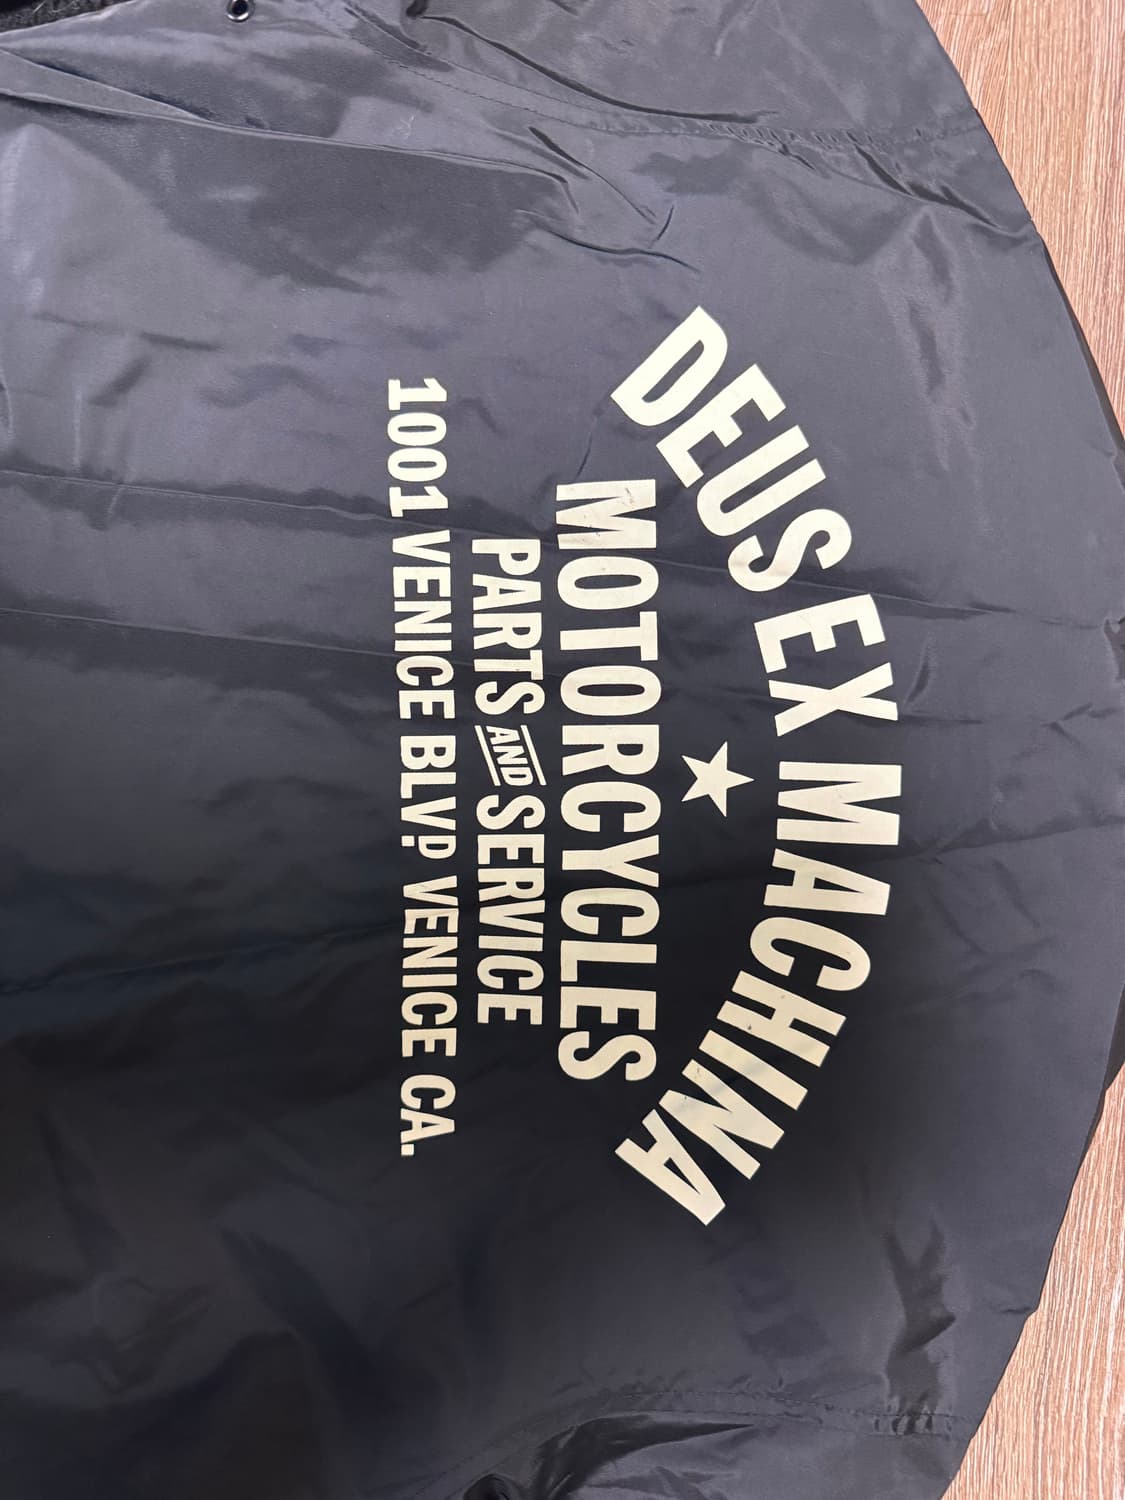 DEUS EX MACHINA
MOTORCYCLES
PARTS AND SERVICE
1001 VENICE BLVD VENICE CA.